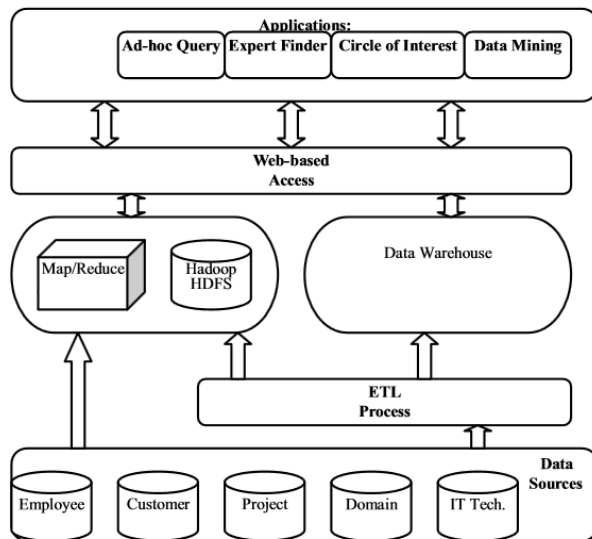 Applications:
Ad-hoc Query
Expert Finder
Circle of Interest
Data Mining
Web-based
Access
Map/Reduce
Hadoop
HDFS
Data Warehouse
ETL
Process
Data
Sources
Employee
Customer
Project
Domain
IT Tech.